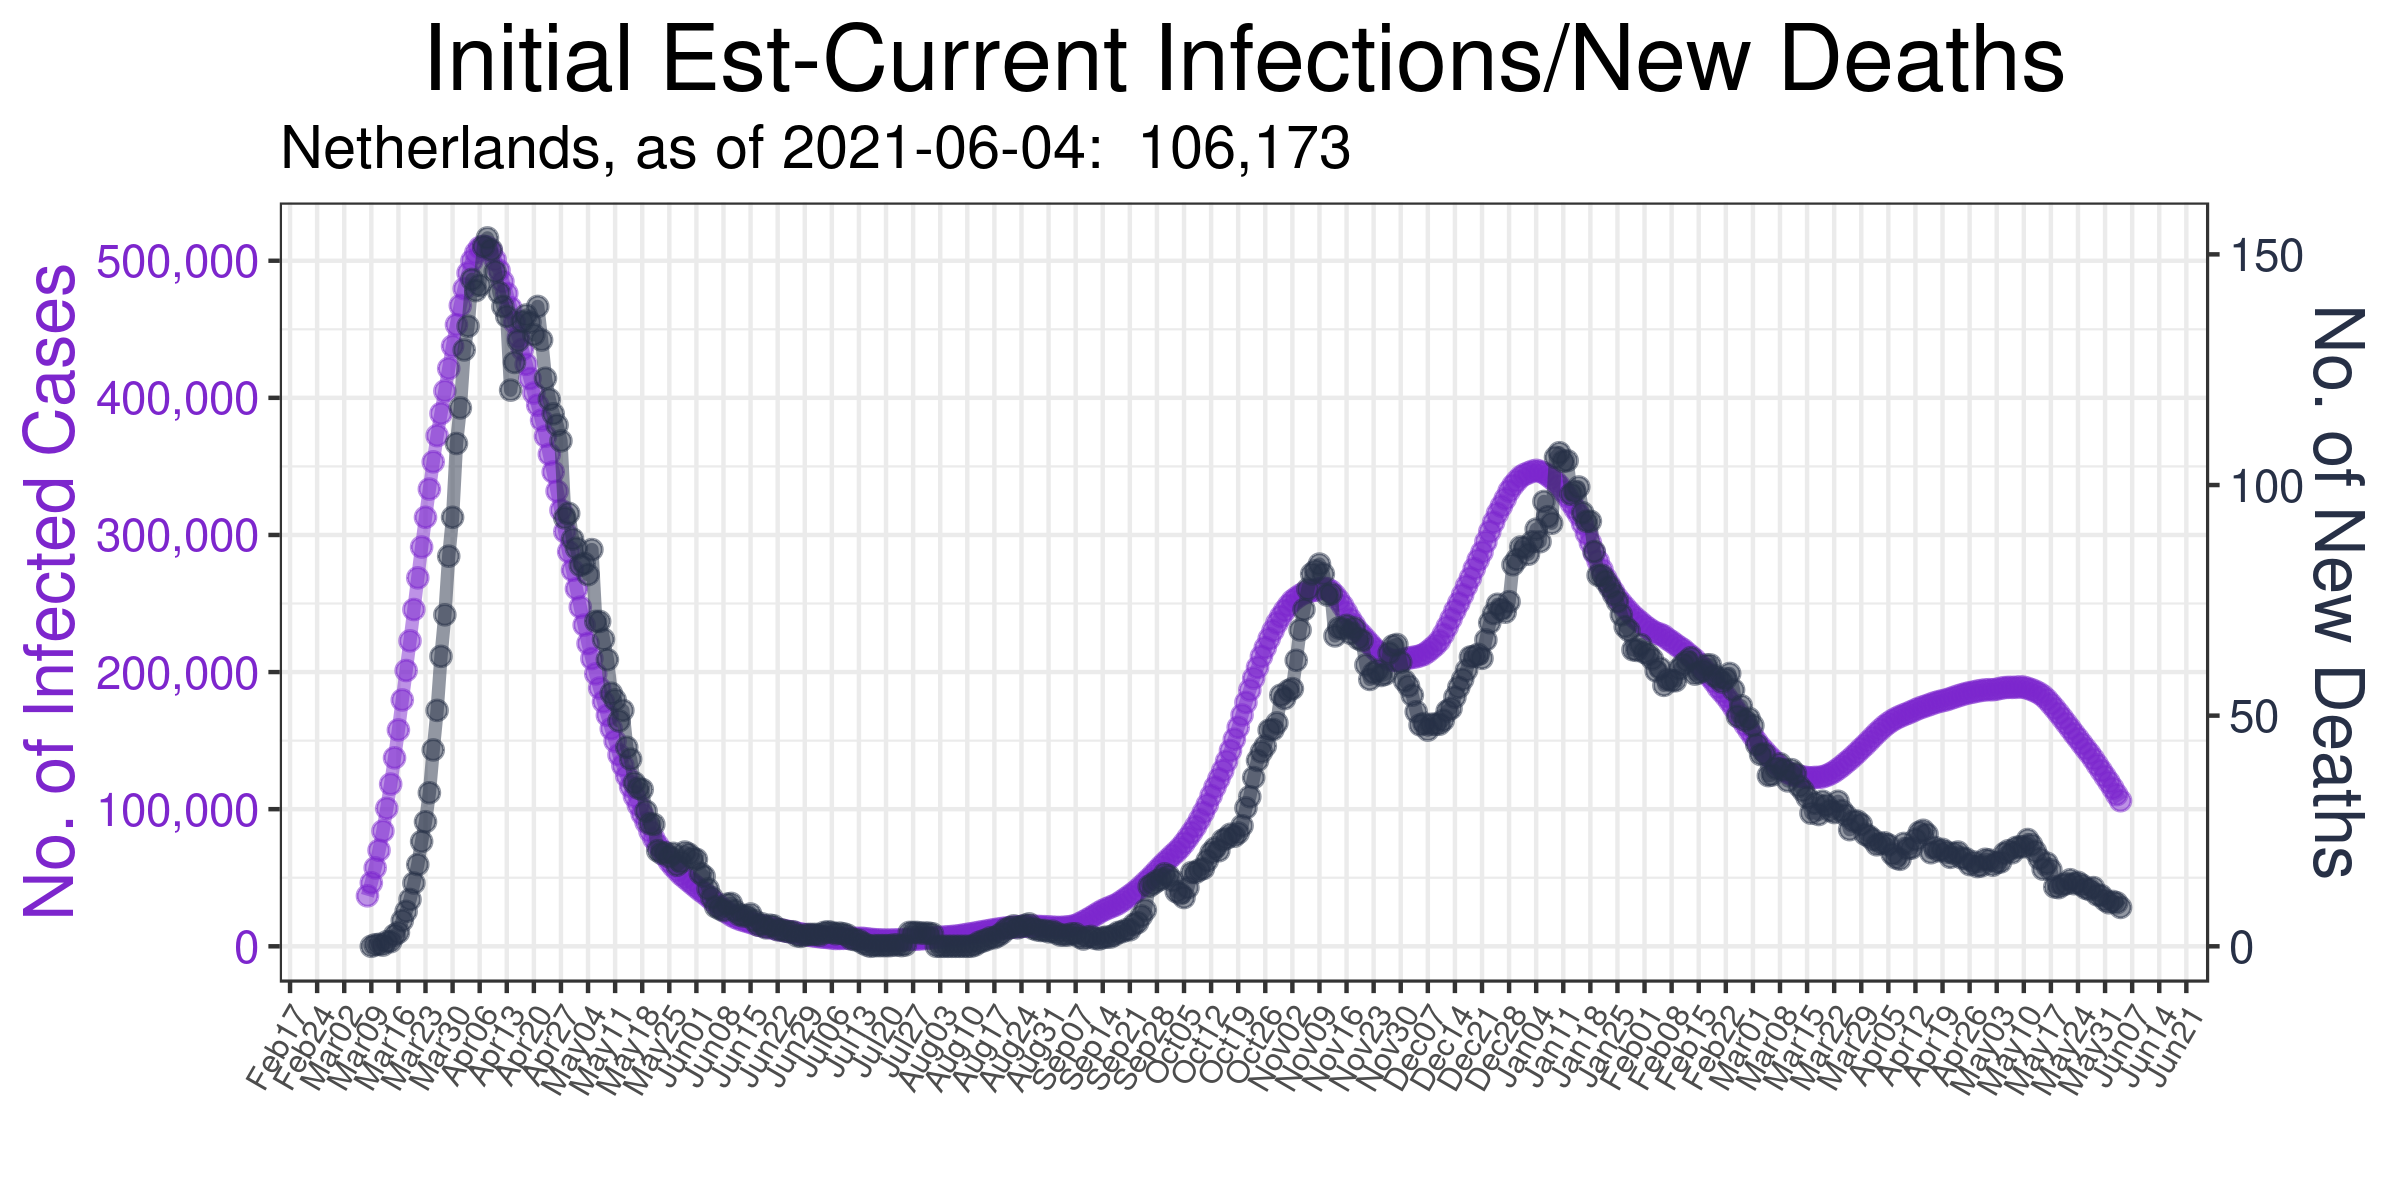 Initial Est-Current Infections/New Deaths
Netherlands, as of 2021-06-04:  106,173
No. of Infected Cases
500,000
400,000
300,000
200,000
100,000
0
150
100
50
0
No. of New Deaths
Feb17
Feb24
Mar02
Mar09
Mar16
Mar23
Mar30
Apr06
Apr13
Apr20
Apr27
May04
May11
May18
May25
Jun01
Jun08
Jun15
Jun22
Jun29
Jul06
Jul13
Jul20
Jul27
Aug03
Aug10
Aug17
Aug24
Aug31
Sep07
Sep14
Sep21
Sep28
Oct05
Oct12
Oct19
Oct26
Nov02
Nov09
Nov16
Nov23
Nov30
Dec07
Dec14
Dec21
Dec28
Jan04
Jan11
Jan18
Jan25
Feb01
Feb08
Feb15
Feb22
Mar01
Mar08
Mar15
Mar22
Mar29
Apr05
Apr12
Apr19
Apr26
May03
May10
May17
May24
May31
Jun07
Jun14
Jun21